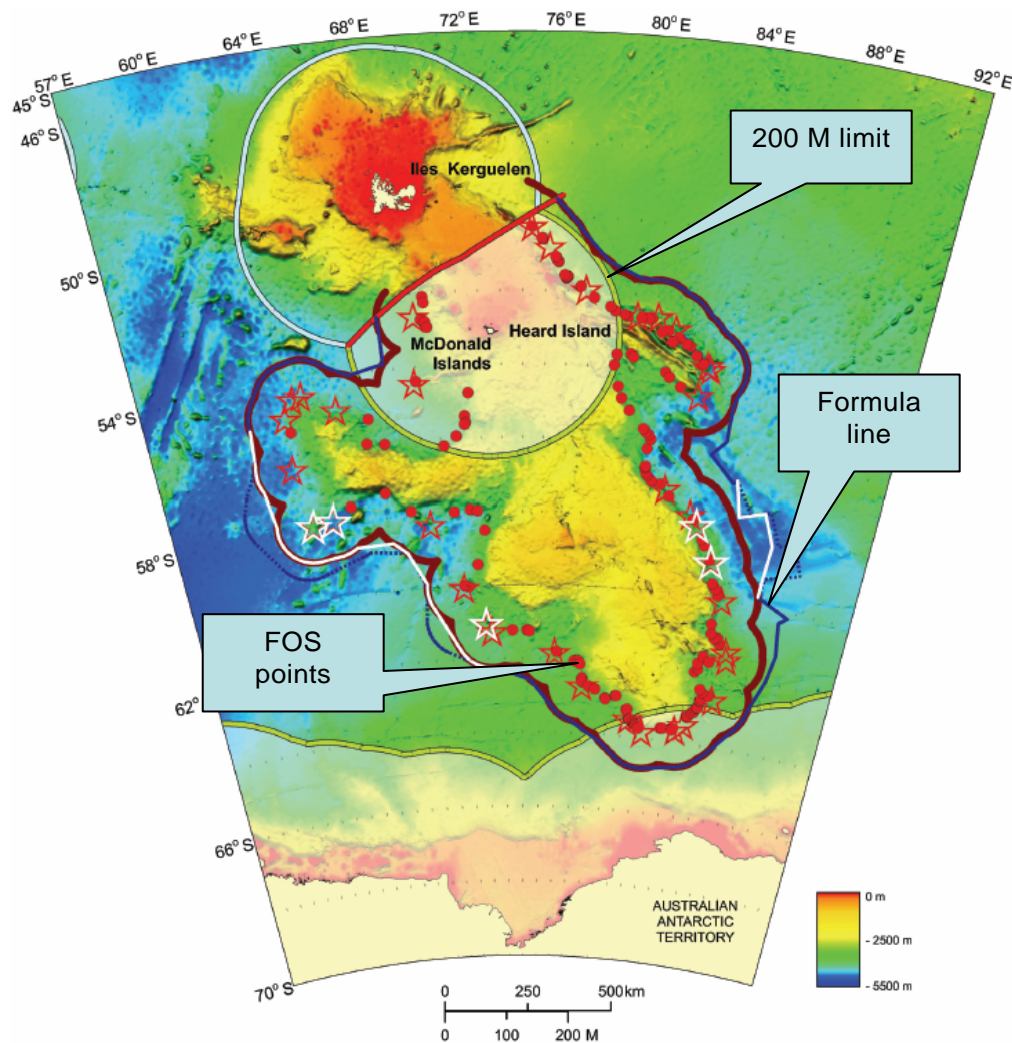 57° E
60° E
64° E
68° E
72° E
76° E
80° E
84° E
88° E
92° E
45° S
46° S
50° S
54° S
58° S
62° S
66° S
70° S
200 M limit
Iles Kerguelen
Heard Island
McDonald
Islands
Formula
line
FOS
points
AUSTRALIAN
ANTARCTIC
TERRITORY
0 m
- 2500 m
- 5500 m
0 250 500km
0 100 200 M